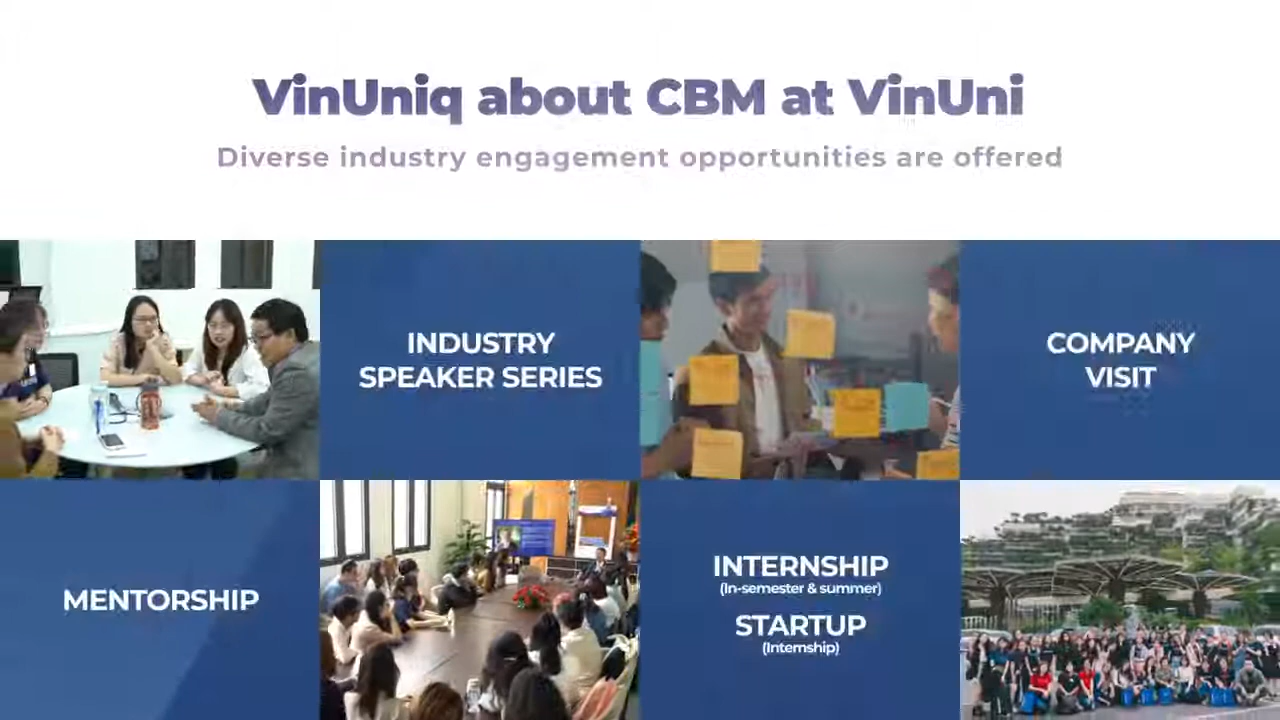 VinUniq about CBM at VinUni
Diverse industry engagement opportunities are offered
INDUSTRY
SPEAKER SERIES
COMPANY
VISIT
MENTORSHIP
INTERNSHIP
(In-semester & summer)
STARTUP
(Internship)